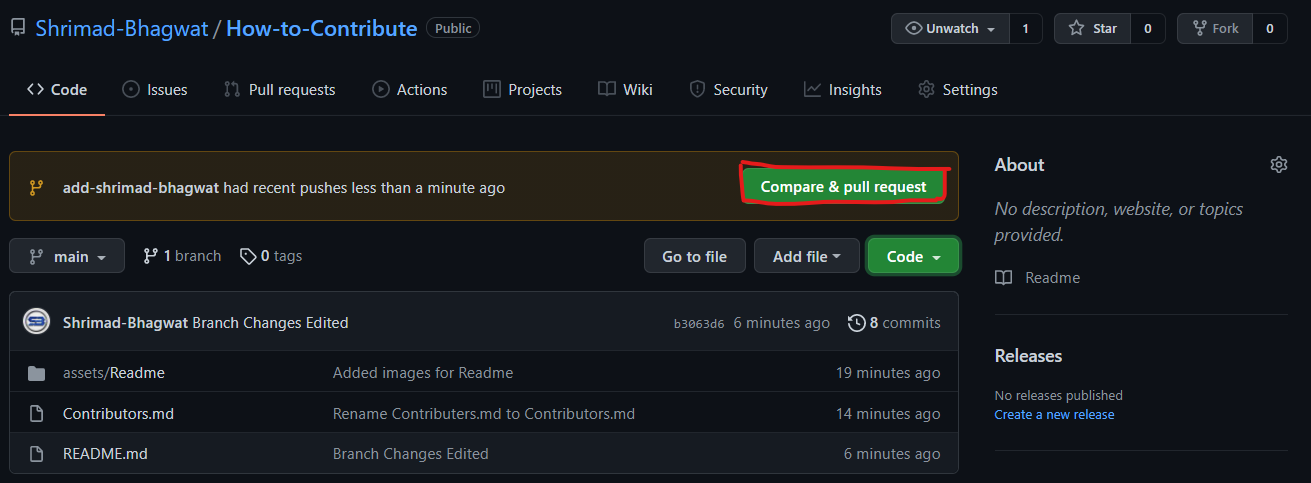 Shrimad-Bhagwat / How-to-Contribute Public
Unwatch 1 Star 0 Fork 0
Code Issues Pull requests Actions Projects Wiki Security Insights Settings
add-shrimad-bhagwat had recent pushes less than a minute ago Compare & pull request
main 1 branch 0 tags Go to file Add file Code
Shrimad-Bhagwat Branch Changes Edited b3063d6 6 minutes ago 8 commits
assets/Readme Added images for Readme 19 minutes ago
Contributors.md Rename Contributers.md to Contributors.md 14 minutes ago
README.md Branch Changes Edited 6 minutes ago
About
No description, website, or topics
provided.
Readme
Releases
No releases published
Create a new release